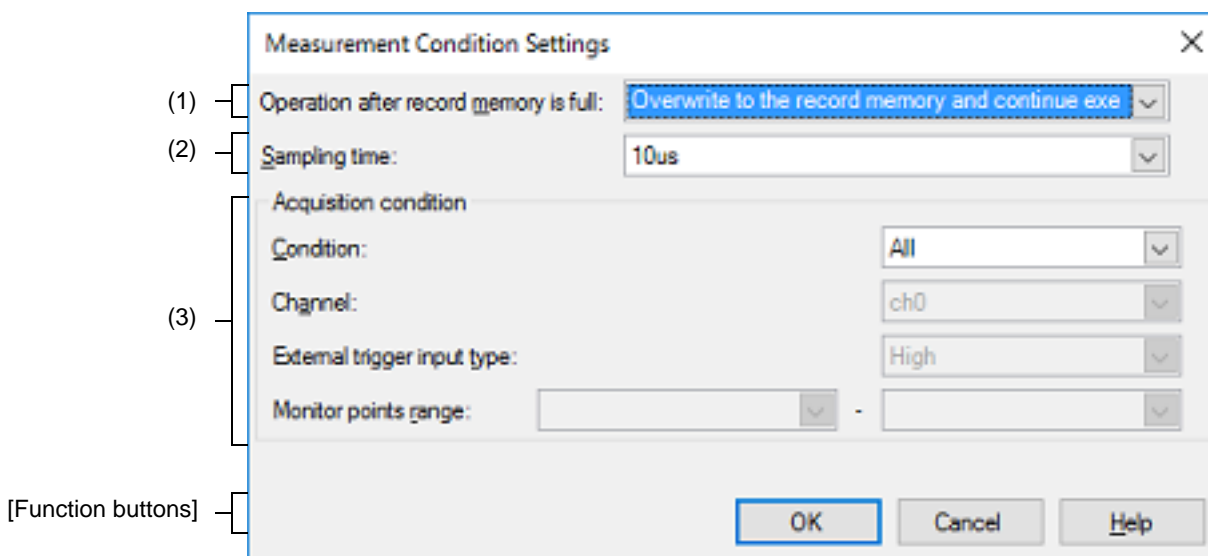 Measurement Condition Settings
(1) Operation after record memory is full: Overwrite to the record memory and continue exe
(2) Sampling time: 10us
(3) Acquisition condition
Condition: All
Channel: ch0
External trigger input type: High
Monitor points range: -
[Function buttons] OK Cancel Help